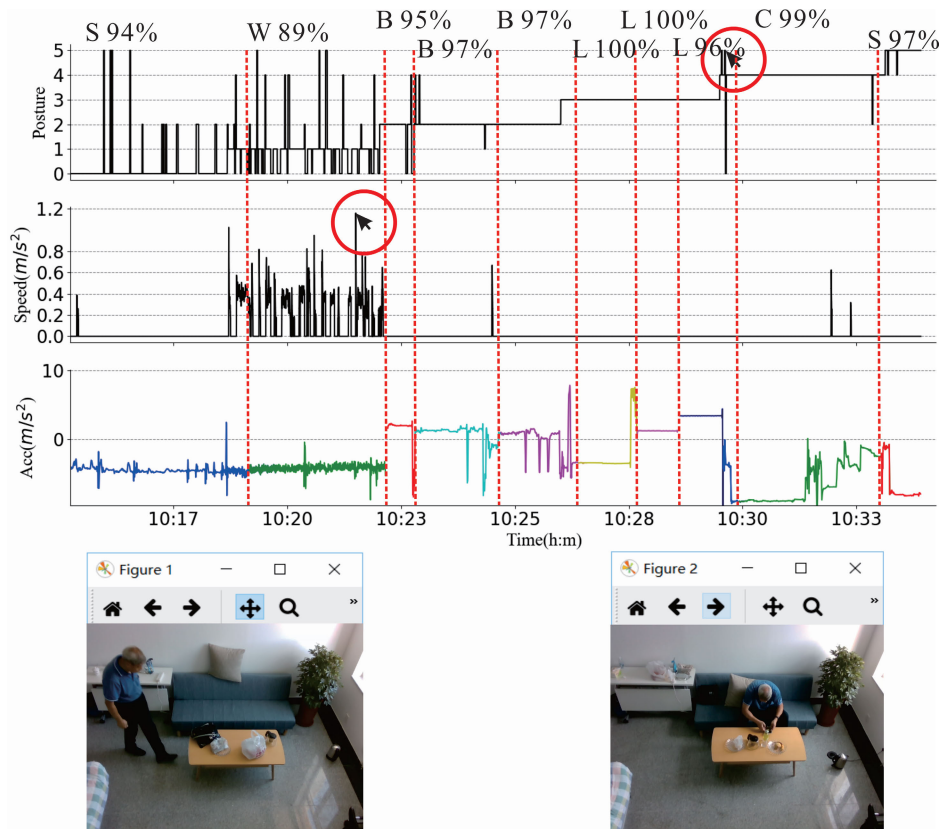 S 94%
W 89%
B 95%
B 97%
B 97%
L 100%
L 100%
L 96%
C 99%
S 97%
Posture
5
4
3
2
1
0
Speed(m/s²)
1.2
0.8
0.6
0.4
0.2
0.0
Acc(m/s²)
10
0
10:17
10:20
10:23
10:25
10:28
10:30
10:33
Time(h:m)
Figure 1
»
Figure 2
»